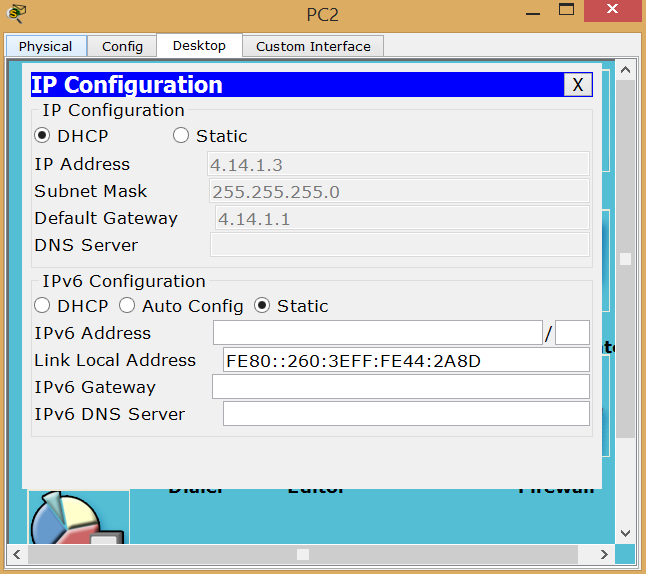 PC2
Physical Config Desktop Custom Interface
IP Configuration X
IP Configuration
DHCP Static
IP Address 4.14.1.3
Subnet Mask 255.255.255.0
Default Gateway 4.14.1.1
DNS Server
IPv6 Configuration
DHCP Auto Config Static
IPv6 Address /
Link Local Address FE80::260:3EFF:FE44:2A8D
IPv6 Gateway
IPv6 DNS Server
Dialer Editor Firewall